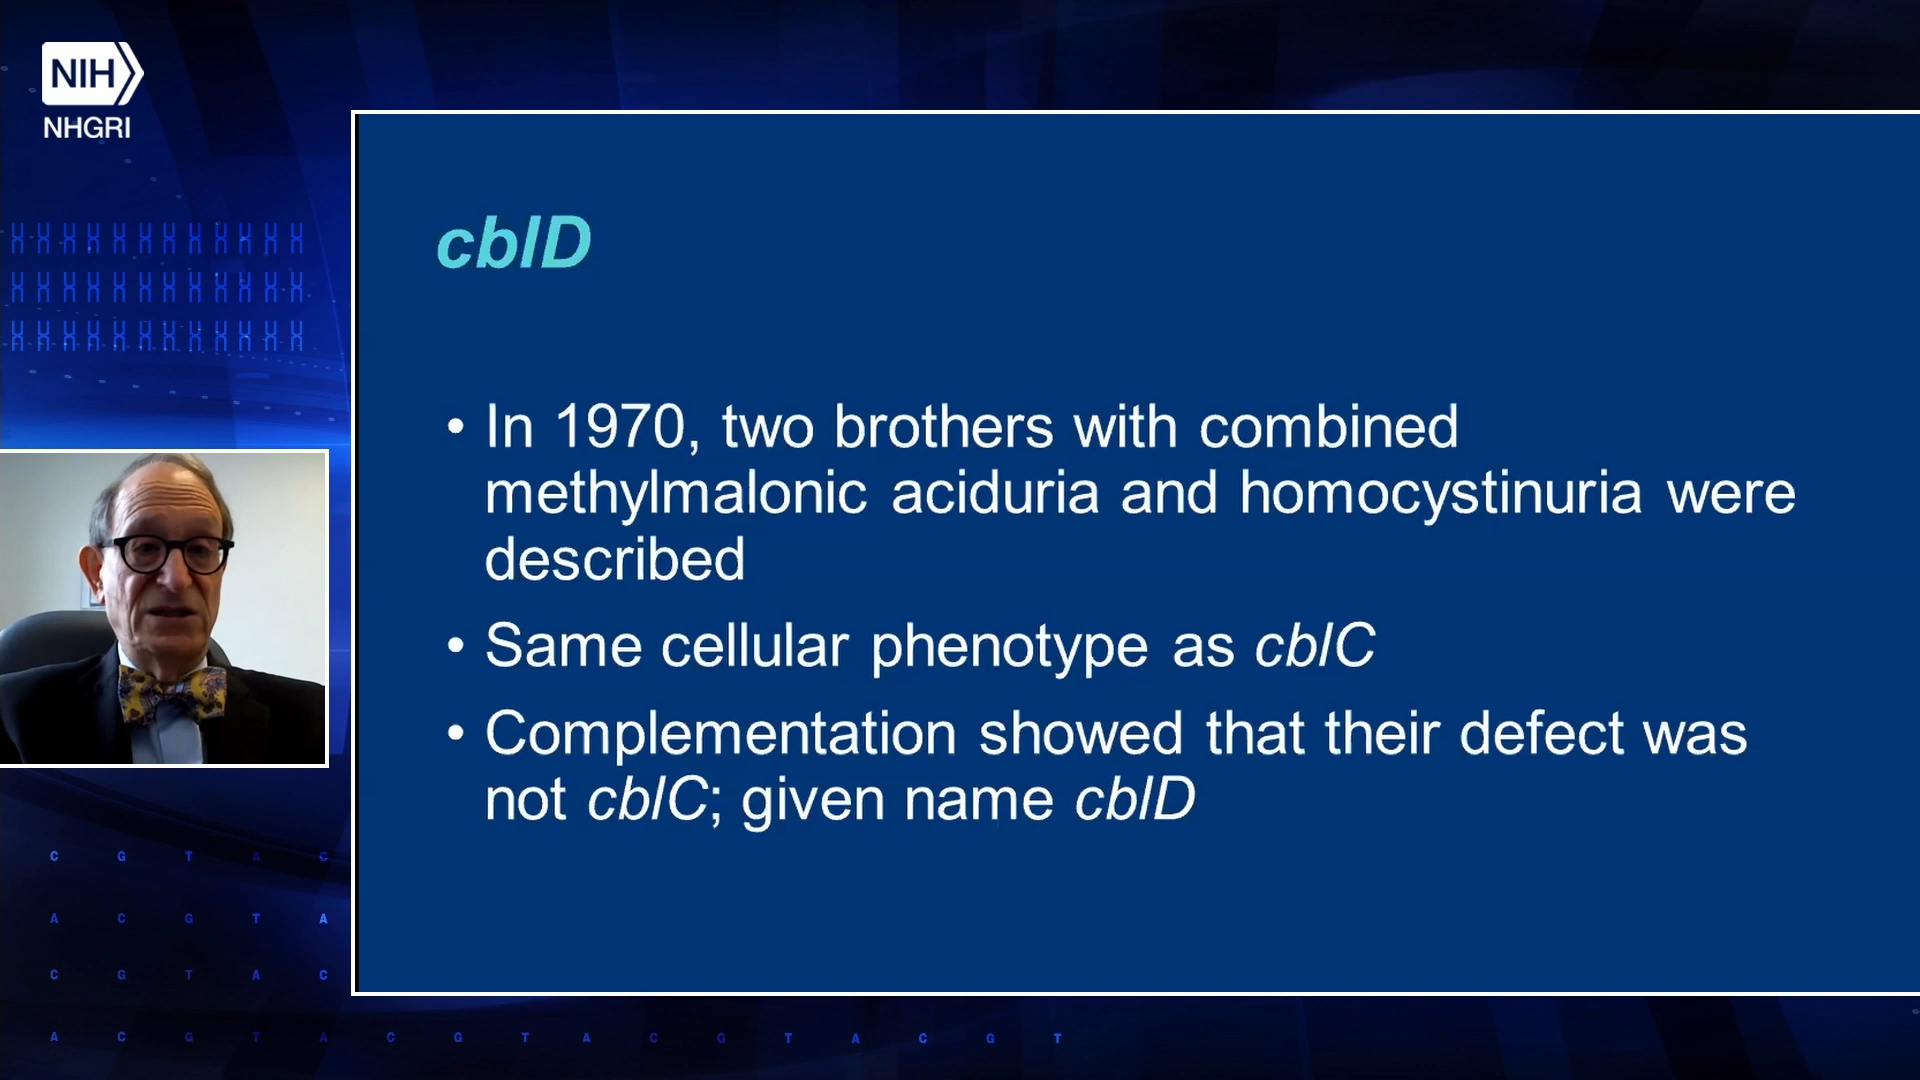 NIH
NHGRI
cblD
• In 1970, two brothers with combined
methylmalonic aciduria and homocystinuria were
described
• Same cellular phenotype as cblC
• Complementation showed that their defect was
not cblC; given name cblD
C G T A C
A C G T A
C G T A C
A C G T A C G T A C G T A C G T